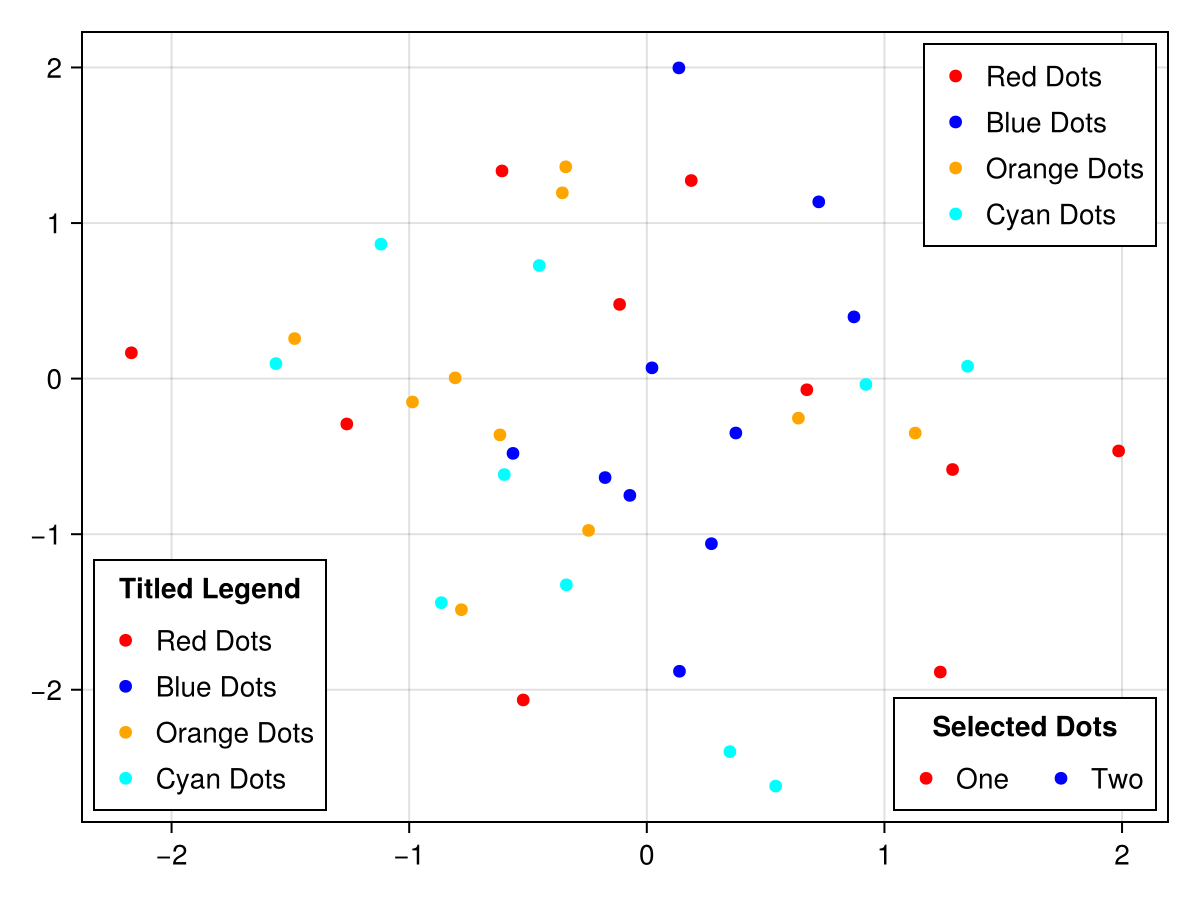 2
1
0
−1
−2
Red Dots
Blue Dots
Orange Dots
Cyan Dots
Titled Legend
Red Dots
Blue Dots
Orange Dots
Cyan Dots
Selected Dots
One Two
−2 −1 0 1 2